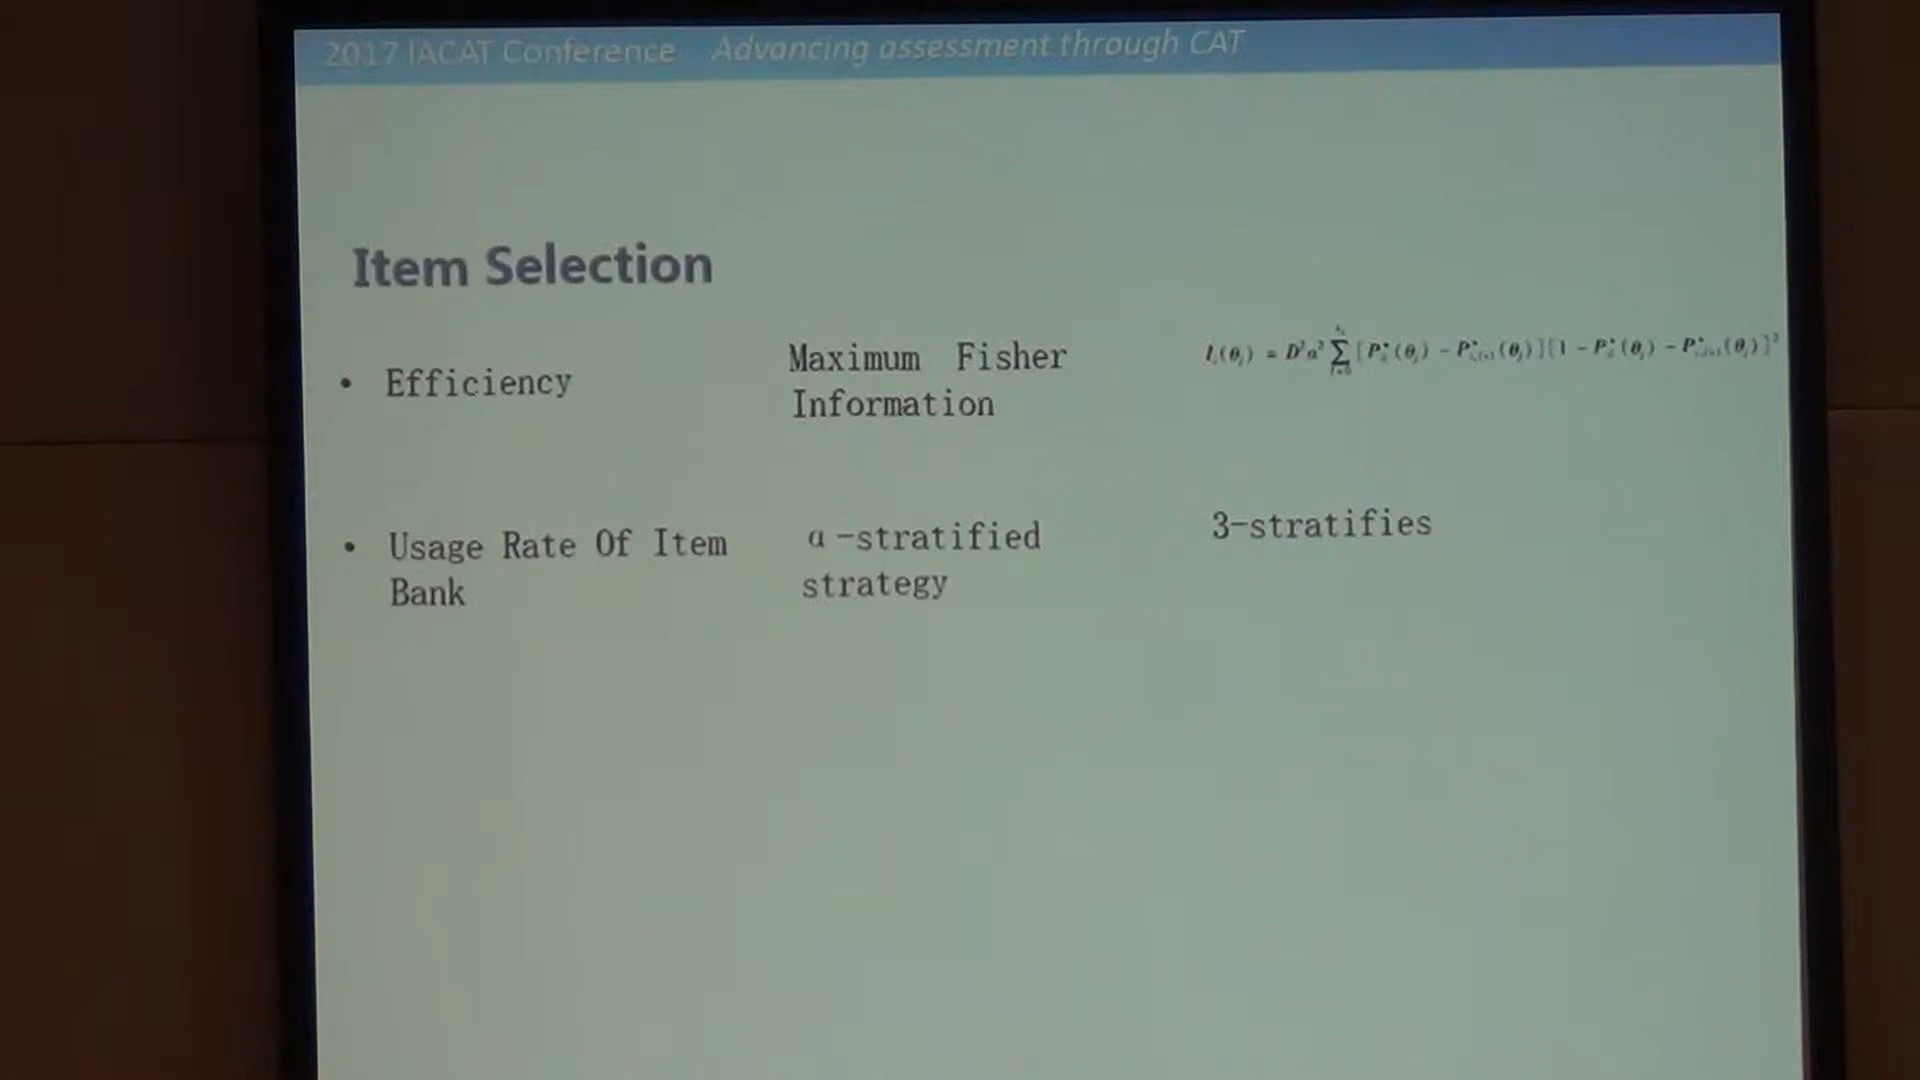 2017 IACAT Conference Advancing assessment through CAT
Item Selection
• Efficiency
Maximum Fisher
Information
• Usage Rate Of Item
Bank
α-stratified
strategy
3-stratifies